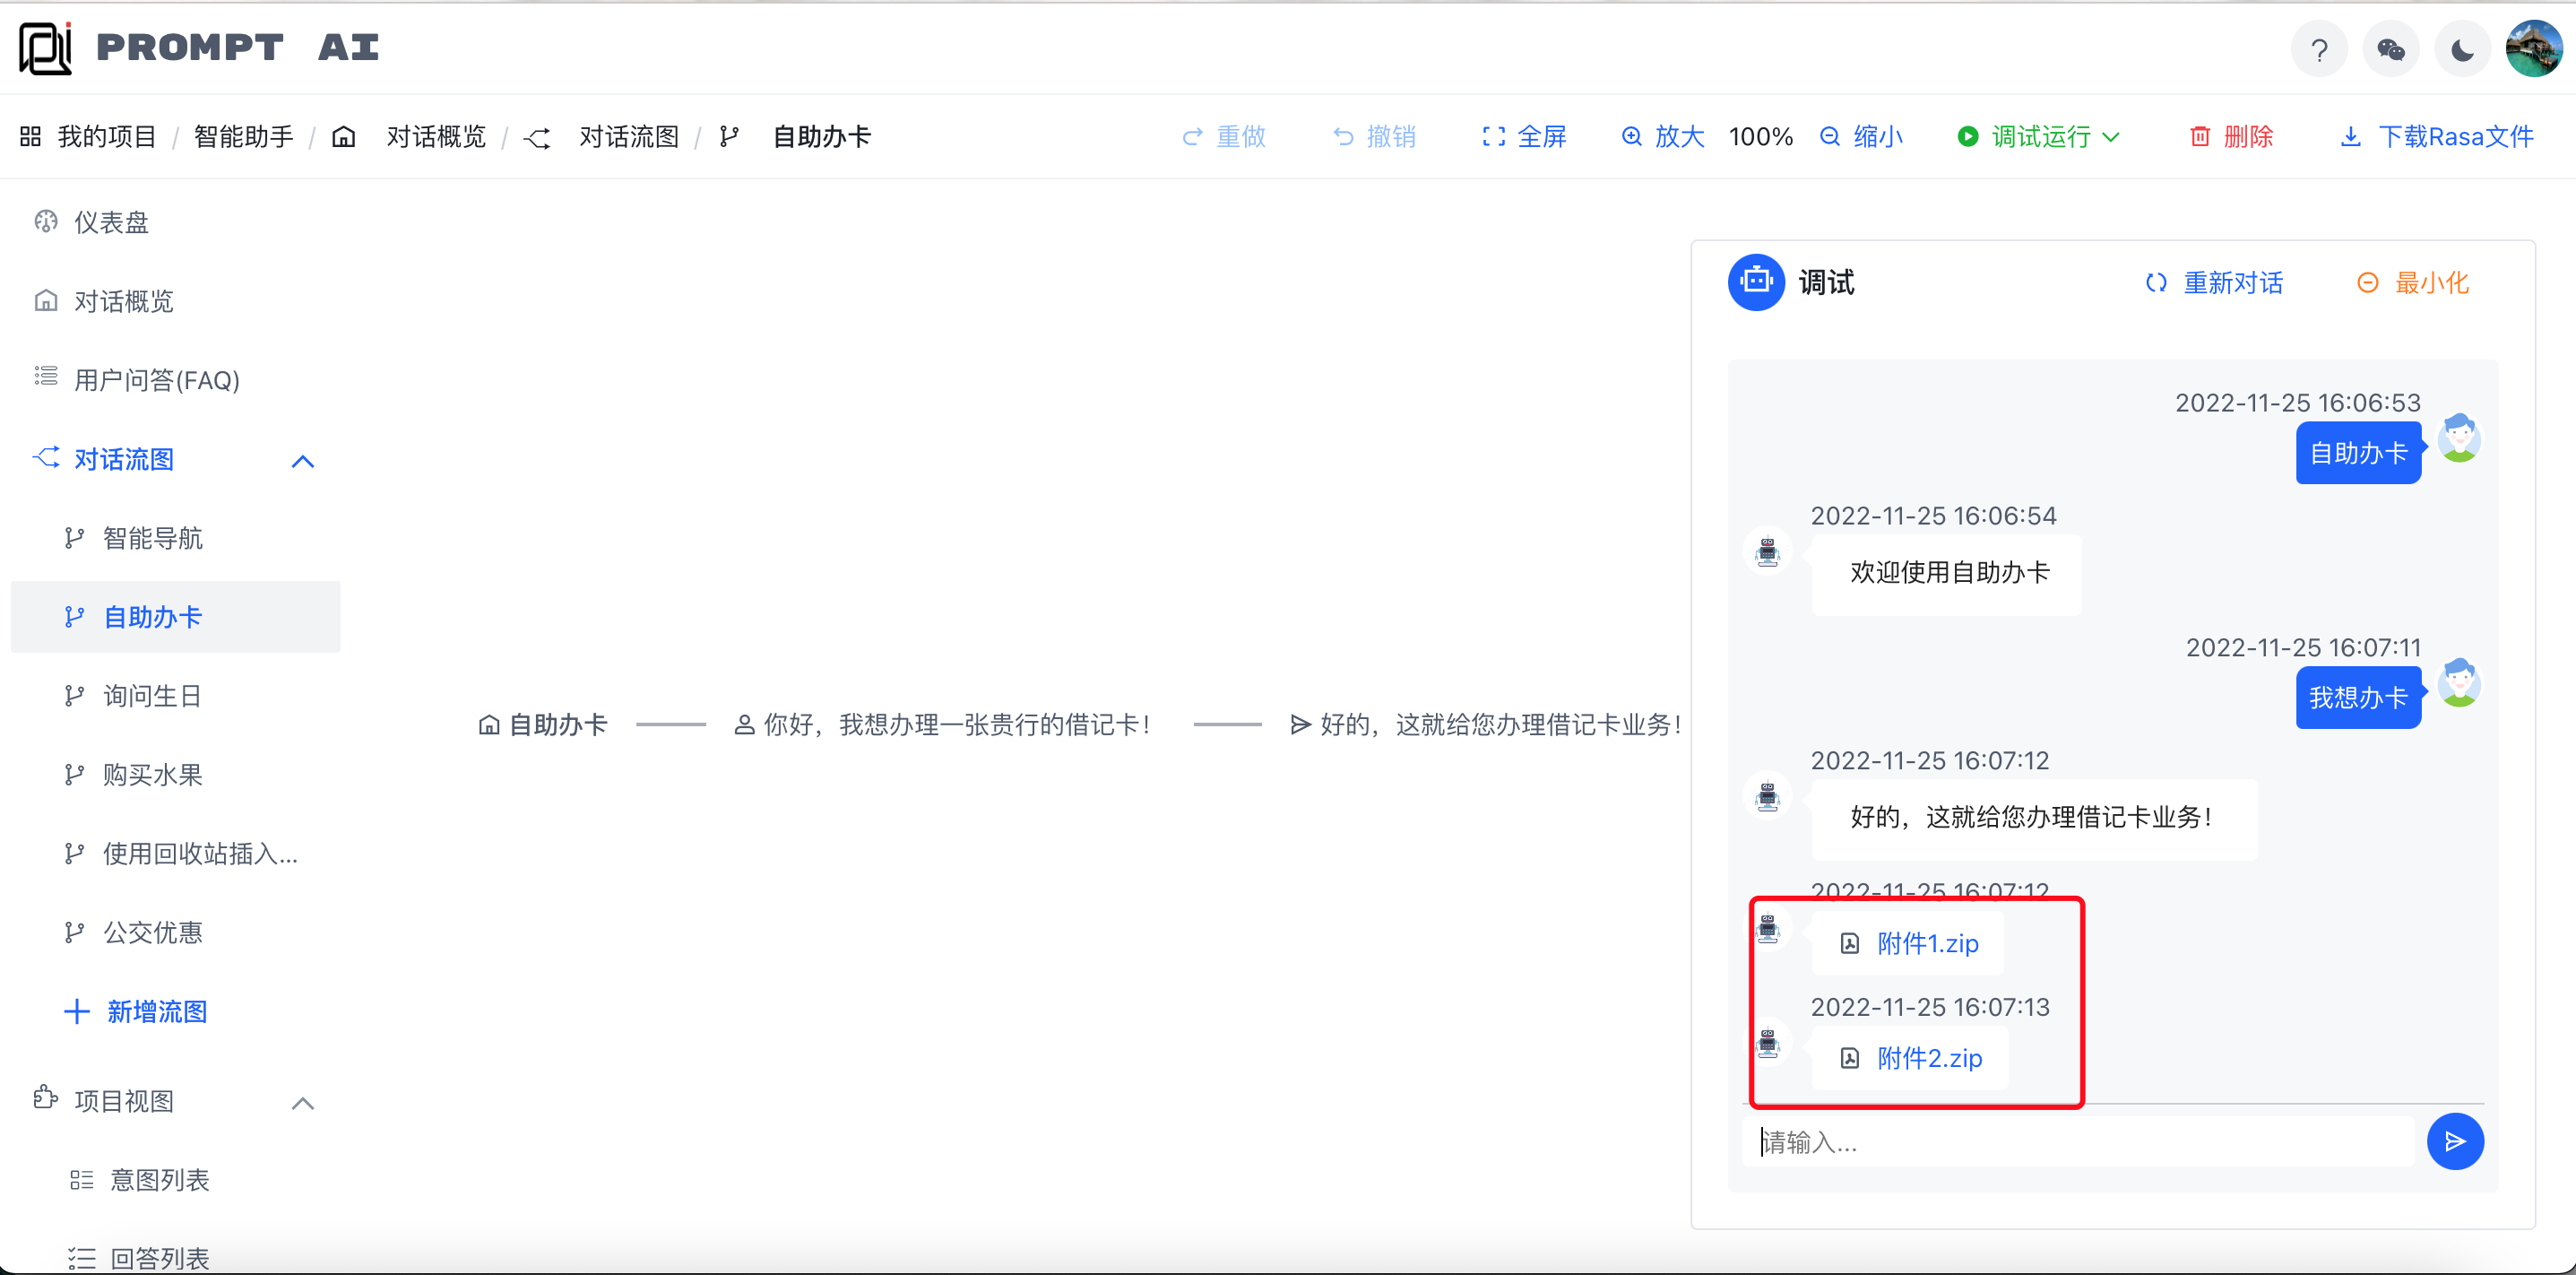 PROMPT AI
我的项目 / 智能助手 / 对话概览 / 对话流图 / 自助办卡
重做 撤销 全屏 放大 100% 缩小 调试运行 删除 下载Rasa文件
仪表盘
对话概览
用户问答(FAQ)
对话流图
智能导航
自助办卡
询问生日
购买水果
使用回收站插入...
公交优惠
新增流图
项目视图
意图列表
回答列表
自助办卡 你好，我想办理一张贵行的借记卡！ 好的，这就给您办理借记卡业务！
调试 重新对话 最小化
2022-11-25 16:06:53
自助办卡
2022-11-25 16:06:54
欢迎使用自助办卡
2022-11-25 16:07:11
我想办卡
2022-11-25 16:07:12
好的，这就给您办理借记卡业务！
2022-11-25 16:07:12
附件1.zip
2022-11-25 16:07:13
附件2.zip
请输入...